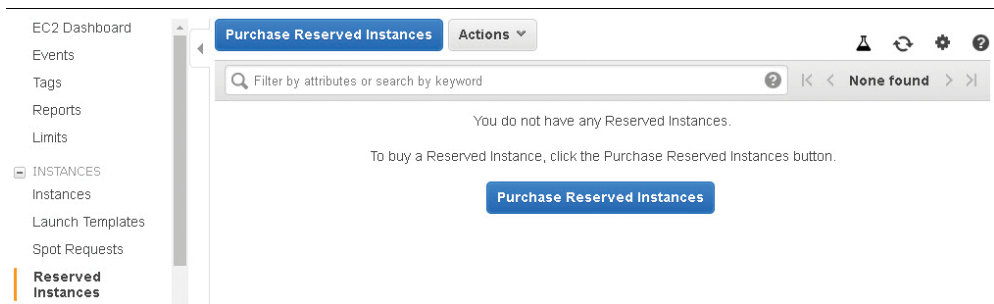 EC2 Dashboard
Events
Tags
Reports
Limits
INSTANCES
Instances
Launch Templates
Spot Requests
Reserved
Instances
Purchase Reserved Instances
Actions
Filter by attributes or search by keyword
None found
You do not have any Reserved Instances.
To buy a Reserved Instance, click the Purchase Reserved Instances button.
Purchase Reserved Instances